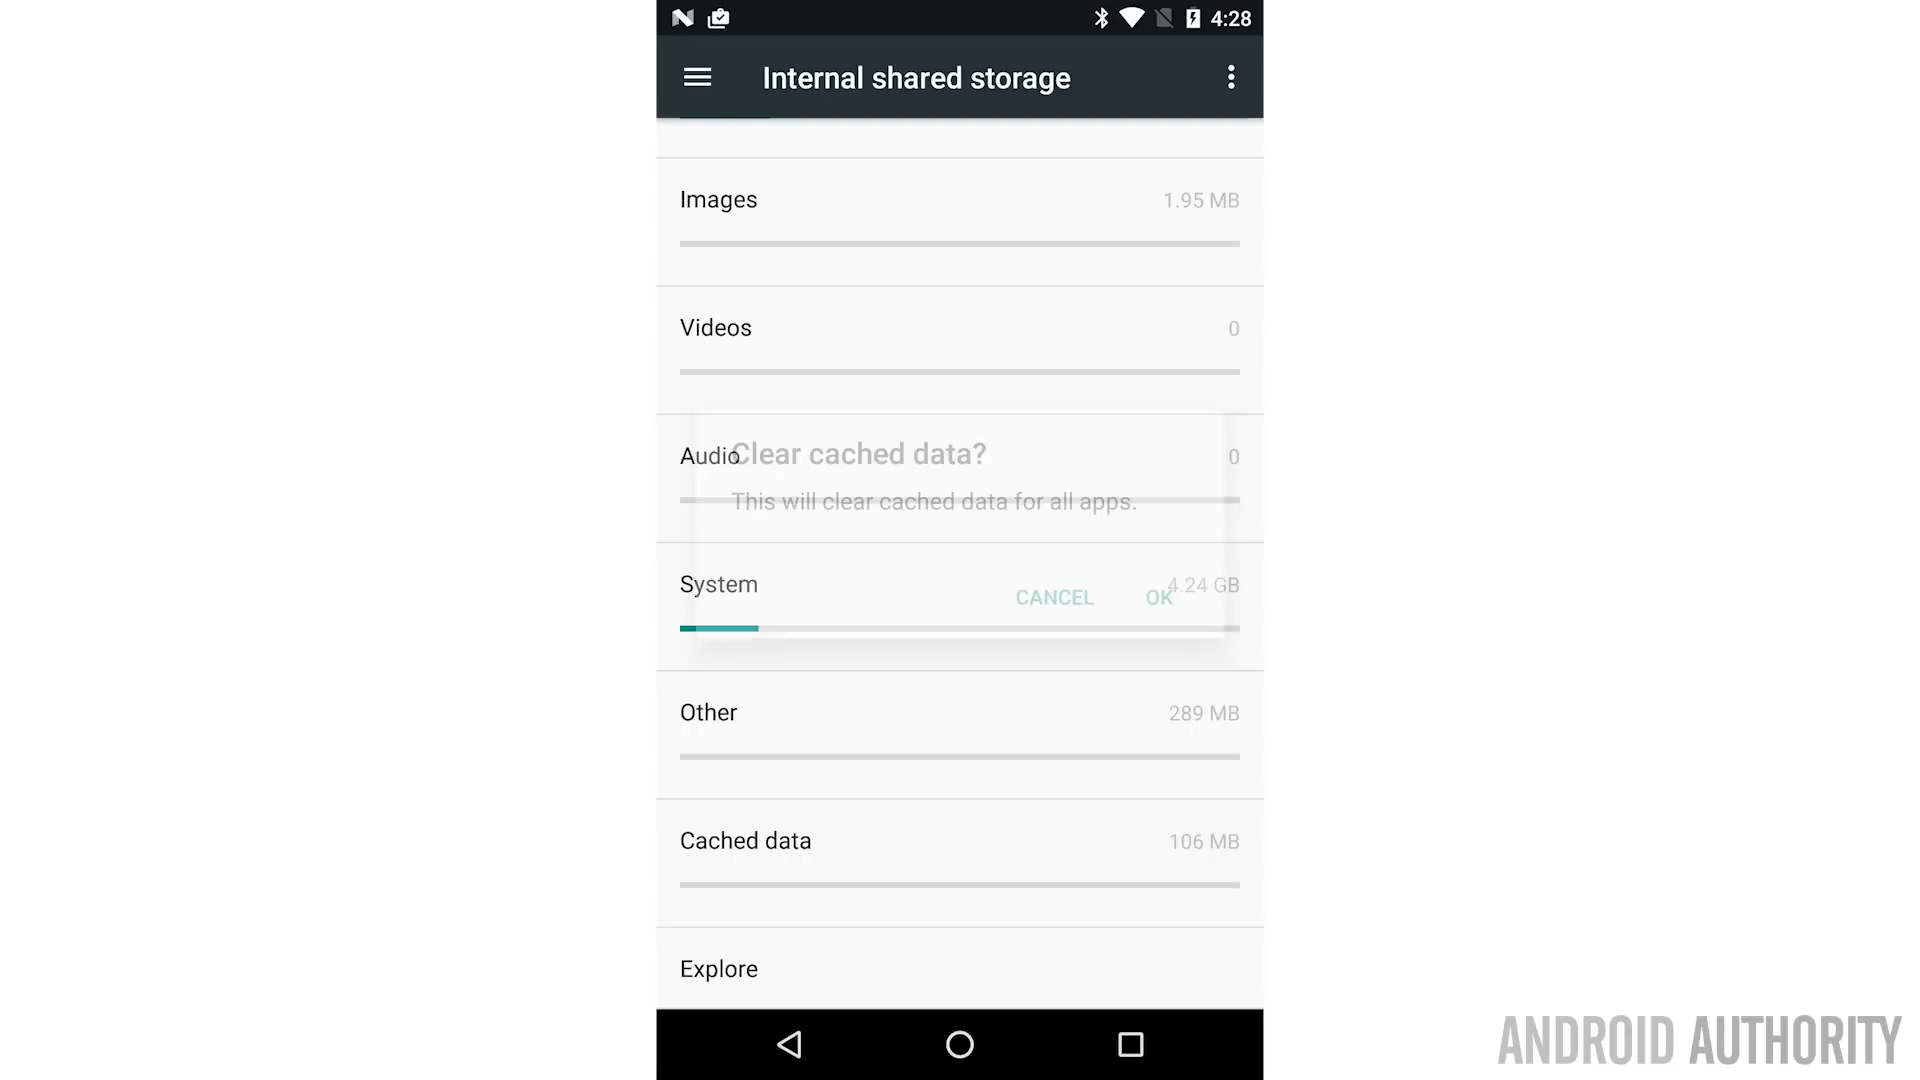 4:28
Internal shared storage
Images 1.95 MB
Videos 0
Audio 0
Clear cached data?
This will clear cached data for all apps.
System 4.24 GB
CANCEL OK
Other 289 MB
Cached data 106 MB
Explore
ANDROID AUTHORITY